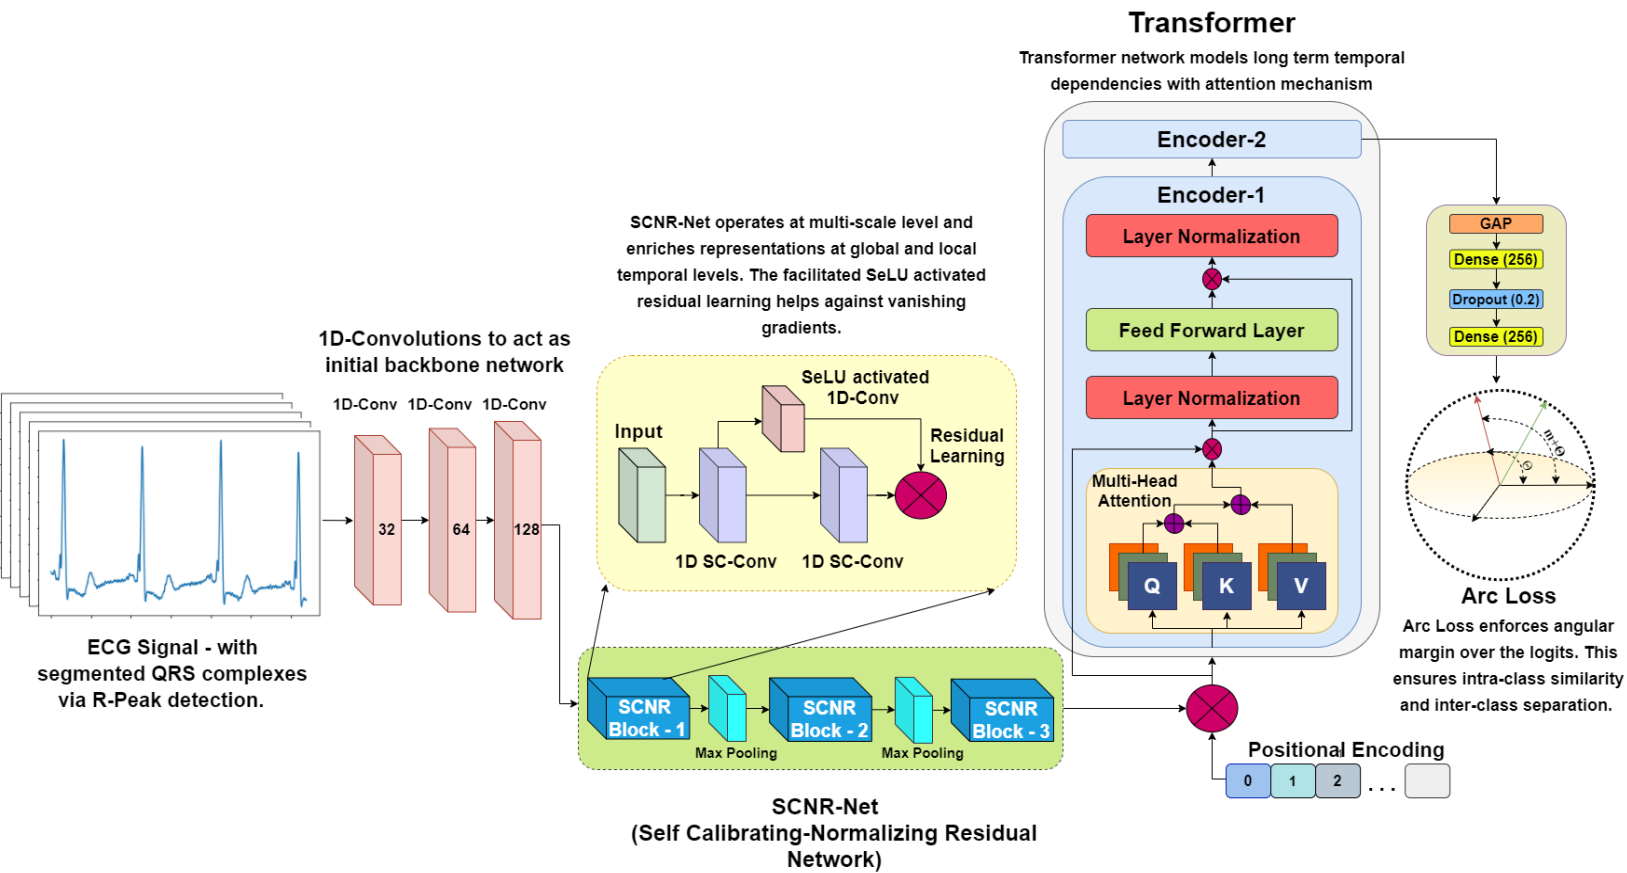 Transformer
Transformer network models long term temporal
dependencies with attention mechanism
Encoder-2
Encoder-1
Layer Normalization
Feed Forward Layer
Layer Normalization
Multi-Head
Attention
Q
K
V
GAP
Dense (256)
Dropout (0.2)
Dense (256)
m+Θ
Θ
Arc Loss
Arc Loss enforces angular
margin over the logits. This
ensures intra-class similarity
and inter-class separation.
SCNR-Net operates at multi-scale level and
enriches representations at global and local
temporal levels. The facilitated SeLU activated
residual learning helps against vanishing
gradients.
1D-Convolutions to act as
initial backbone network
1D-Conv
1D-Conv
1D-Conv
32
64
128
SeLU activated
1D-Conv
Input
Residual
Learning
1D SC-Conv
1D SC-Conv
ECG Signal - with
segmented QRS complexes
via R-Peak detection.
SCNR
Block - 1
Max Pooling
SCNR
Block - 2
Max Pooling
SCNR
Block - 3
Positional Encoding
0
1
2
. . .
SCNR-Net
(Self Calibrating-Normalizing Residual
Network)